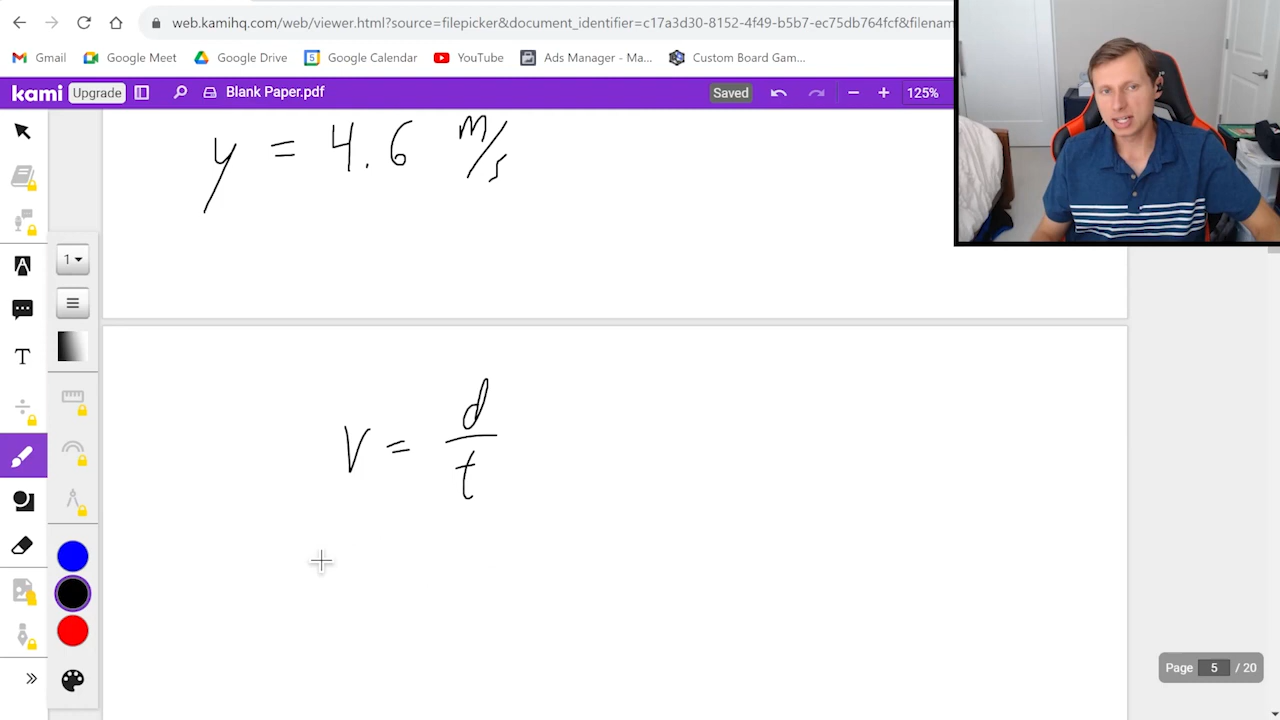 web.kamihq.com/web/viewer.html?source=filepicker&document_identifier=c17a3d30-8152-4f49-b5b7-ec75db764fcf&filenam
Gmail Google Meet Google Drive 5 Google Calendar YouTube Ads Manager - Ma... Custom Board Gam...
kami Upgrade Blank Paper.pdf Saved 125%
y = 4.6 m/s
1
T
v = d/t
Page 5 / 20